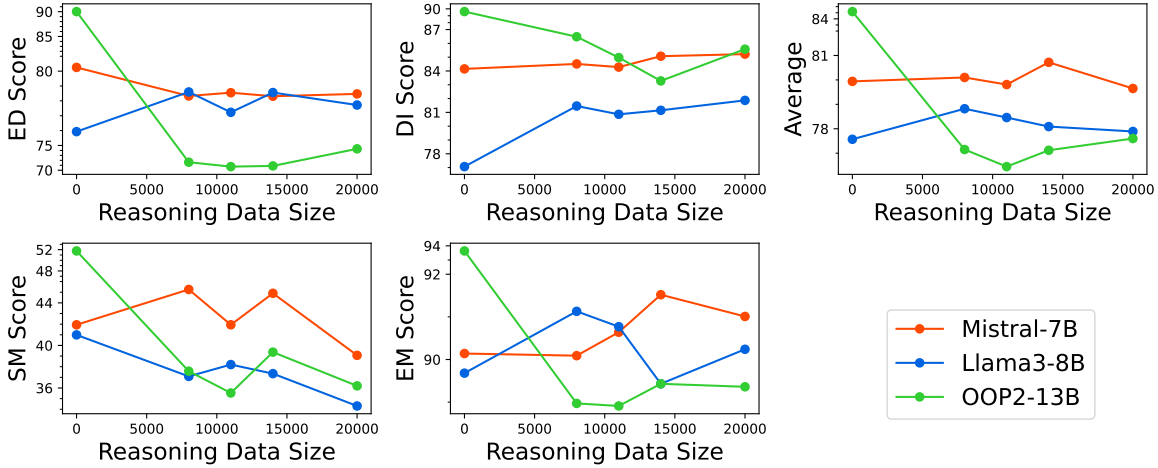 ED Score
90
85
80
75
70
0 5000 10000 15000 20000
Reasoning Data Size
DI Score
90
87
84
81
78
0 5000 10000 15000 20000
Reasoning Data Size
Average
84
81
78
0 5000 10000 15000 20000
Reasoning Data Size
SM Score
52
48
44
40
36
0 5000 10000 15000 20000
Reasoning Data Size
EM Score
94
92
90
0 5000 10000 15000 20000
Reasoning Data Size
Mistral-7B
Llama3-8B
OOP2-13B